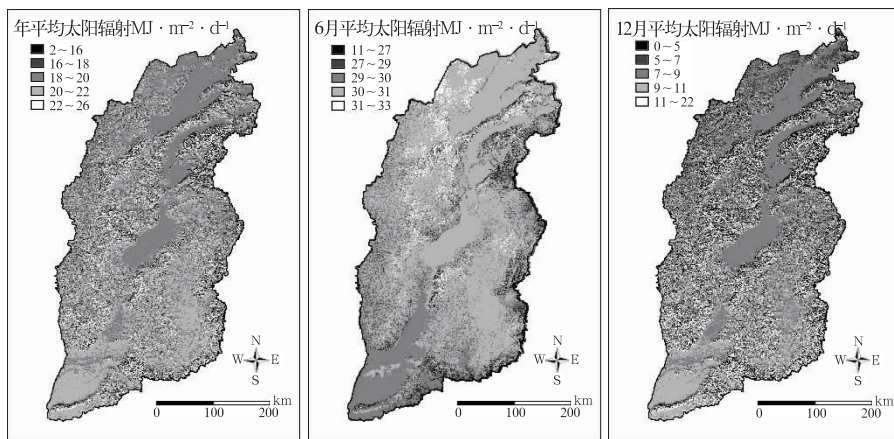 年平均太阳辐射MJ·m⁻²·d⁻¹
2~16
16~18
18~20
20~22
22~26
N
W E
S
km
0 100 200
6月平均太阳辐射MJ·m⁻²·d⁻¹
11~27
27~29
29~30
30~31
31~33
N
W E
S
km
0 100 200
12月平均太阳辐射MJ·m⁻²·d⁻¹
0~5
5~7
7~9
9~11
11~22
N
W E
S
km
0 100 200